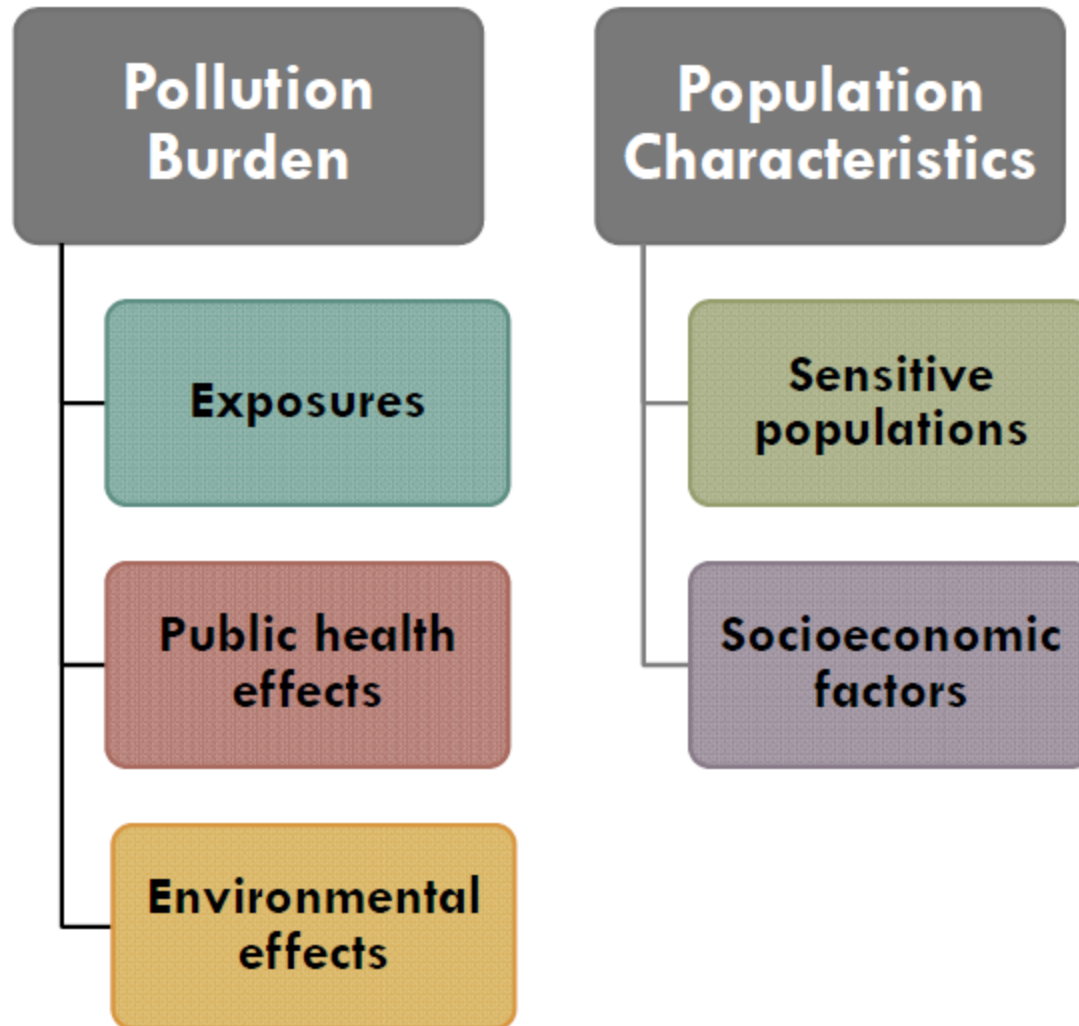 Pollution
Burden
Exposures
Public health
effects
Environmental
effects
Population
Characteristics
Sensitive
populations
Socioeconomic
factors